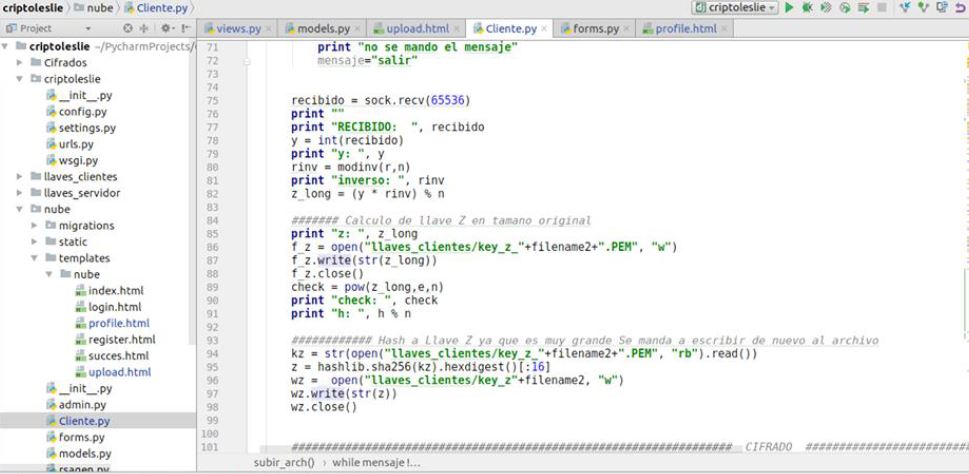 criptoleslie nube Cliente.py criptoleslie
Project views.py models.py upload.html Cliente.py forms.py profile.html
criptoleslie ~/PycharmProjects/
Cifrados
criptoleslie
__init__.py
config.py
settings.py
urls.py
wsgi.py
llaves_clientes
llaves_servidor
nube
migrations
static
templates
nube
index.html
login.html
profile.html
register.html
succes.html
upload.html
__init__.py
admin.py
Cliente.py
forms.py
models.py
rsagen.py
71 print "no se mando el mensaje"
72 mensaje="salir"
73
74
75 recibido = sock.recv(65536)
76 print ""
77 print "RECIBIDO:  ", recibido
78 y = int(recibido)
79 print "y: ", y
80 rinv = modinv(r,n)
81 print "inverso: ", rinv
82 z_long = (y * rinv) % n
83
84 ####### Calculo de llave Z en tamano original
85 print "z: ", z_long
86 f_z = open("llaves_clientes/key_z_"+filename2+".PEM", "w")
87 f_z.write(str(z_long))
88 f_z.close()
89 check = pow(z_long,e,n)
90 print "check: ", check
91 print "h: ", h % n
92
93 ############ Hash a Llave Z ya que es muy grande Se manda a escribir de nuevo al archivo
94 kz = str(open("llaves_clientes/key_z_"+filename2+".PEM", "rb").read())
95 z = hashlib.sha256(kz).hexdigest()[:16]
96 wz =  open("llaves_clientes/key_z"+filename2, "w")
97 wz.write(str(z))
98 wz.close()
99
100
101 ################################################################## CIFRADO ########################
subir_arch() while mensaje!...